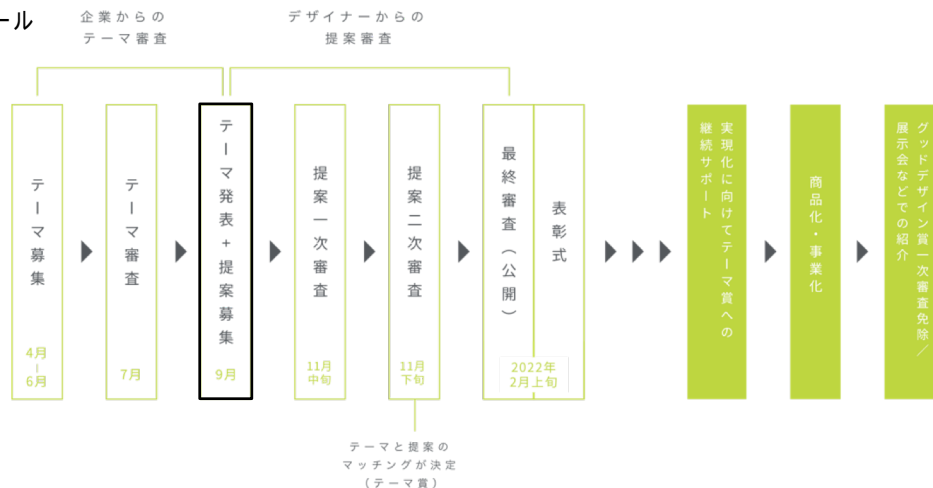 ール
企業からの
テーマ審査
デザイナーからの
提案審査
テーマ募集
4月
–
6月
テーマ審査
7月
テーマ発表+提案募集
9月
提案一次審査
11月
中旬
提案二次審査
11月
下旬
最終審査（公開）
表彰式
2022年
2月上旬
実現化に向けてテーマ賞への
継続サポート
商品化・事業化
グッドデザイン賞一次審査免除／
展示会などでの紹介
テーマと提案の
マッチングが決定
（テーマ賞）